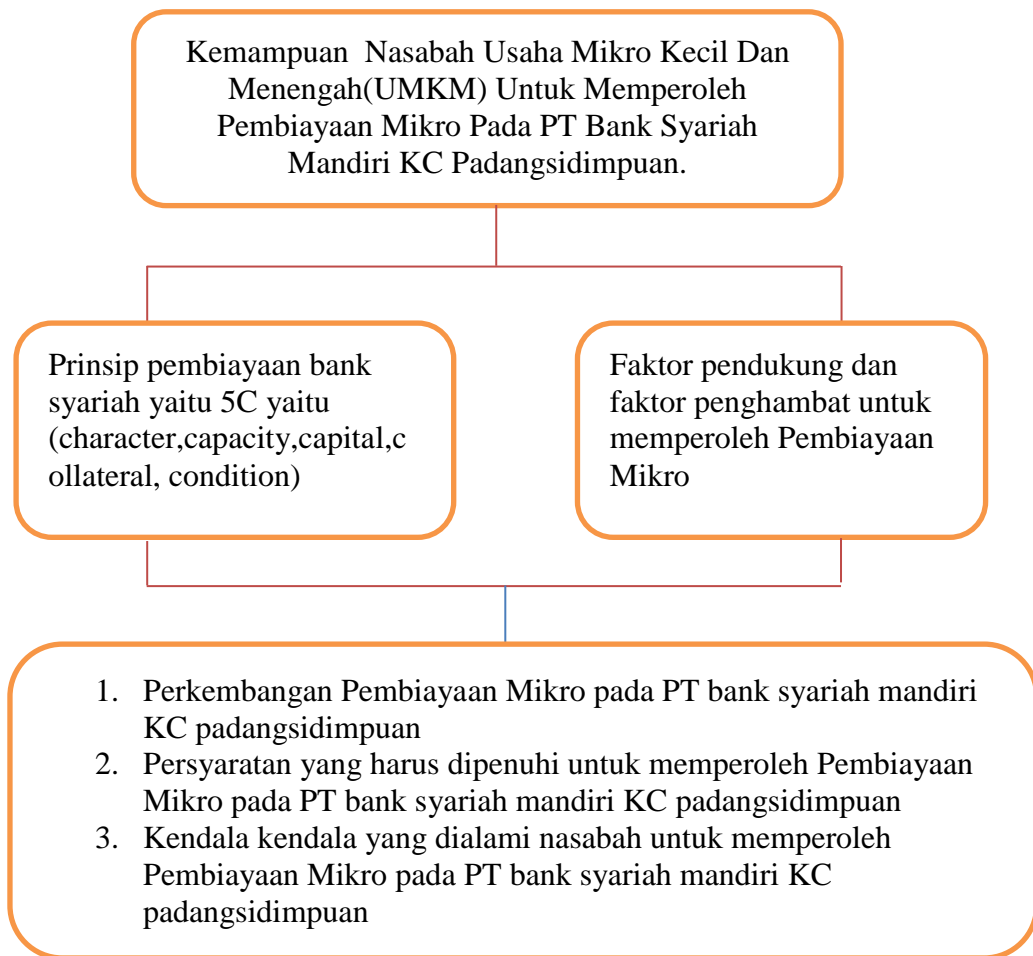 Kemampuan  Nasabah Usaha Mikro Kecil Dan
Menengah(UMKM) Untuk Memperoleh
Pembiayaan Mikro Pada PT Bank Syariah
Mandiri KC Padangsidimpuan.
Prinsip pembiayaan bank
syariah yaitu 5C yaitu
(character,capacity,capital,c
ollateral, condition)
Faktor pendukung dan
faktor penghambat untuk
memperoleh Pembiayaan
Mikro
1. Perkembangan Pembiayaan Mikro pada PT bank syariah mandiri
KC padangsidimpuan
2. Persyaratan yang harus dipenuhi untuk memperoleh Pembiayaan
Mikro pada PT bank syariah mandiri KC padangsidimpuan
3. Kendala kendala yang dialami nasabah untuk memperoleh
Pembiayaan Mikro pada PT bank syariah mandiri KC
padangsidimpuan